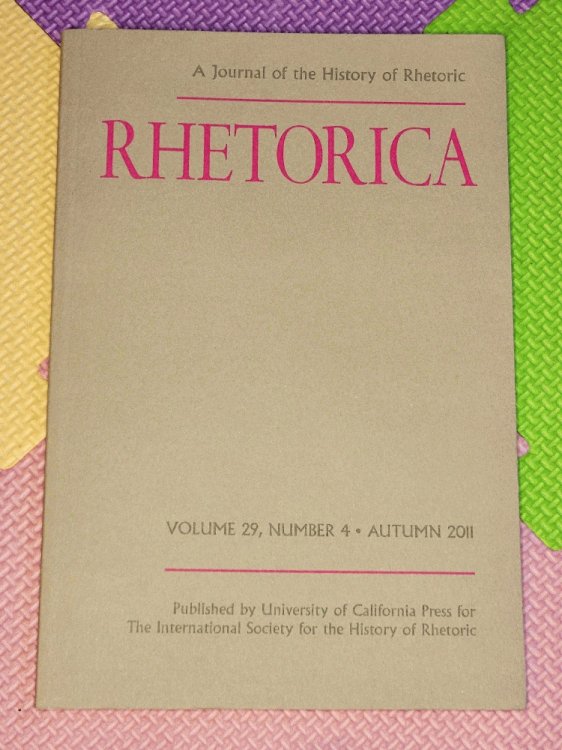 A Journal of the History of Rhetoric
RHETORICA
VOLUME 29, NUMBER 4 • AUTUMN 2011
Published by University of California Press for
The International Society for the History of Rhetoric